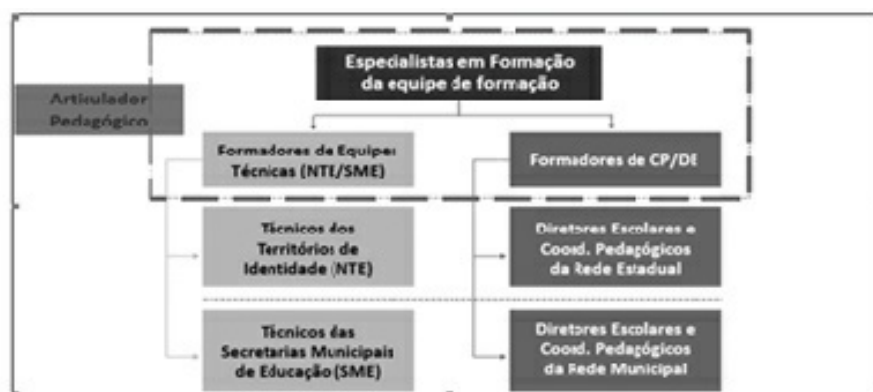 Especialistas em Formação
da equipe de formação
Articulador
Pedagógico
Formadores de Equipes
Técnicas (NTE/SME)
Formadores de CP/DE
Técnicos dos
Territórios de
Identidade (NTE)
Diretores Escolares e
Coord. Pedagógicos
da Rede Estadual
Técnicos das
Secretarias Municipais
de Educação (SME)
Diretores Escolares e
Coord. Pedagógicos
da Rede Municipal